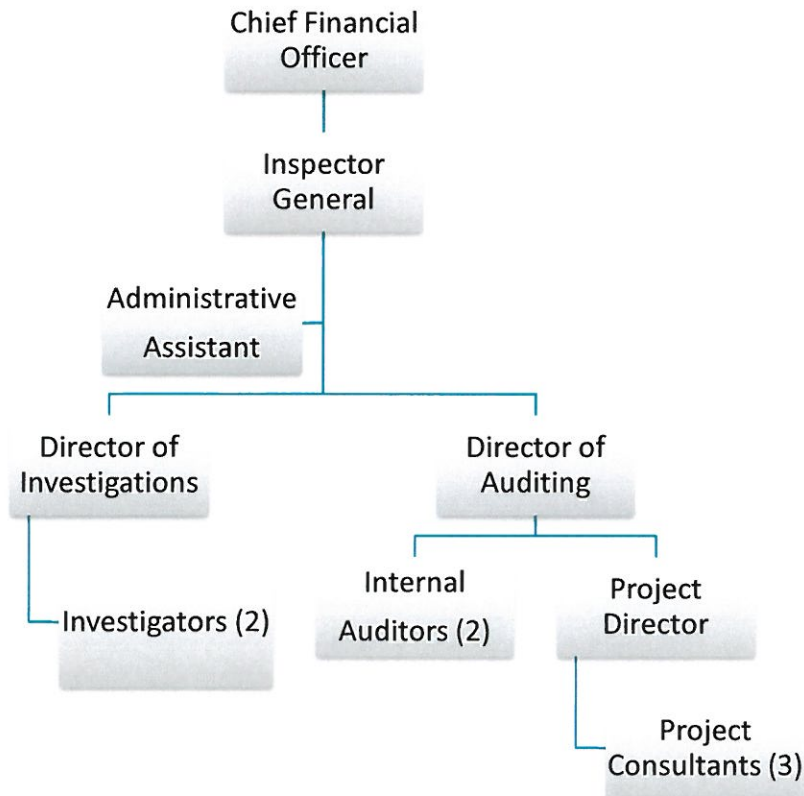 Chief Financial
Officer
Inspector
General
Administrative
Assistant
Director of
Investigations
Director of
Auditing
Investigators (2)
Internal
Auditors (2)
Project
Director
Project
Consultants (3)